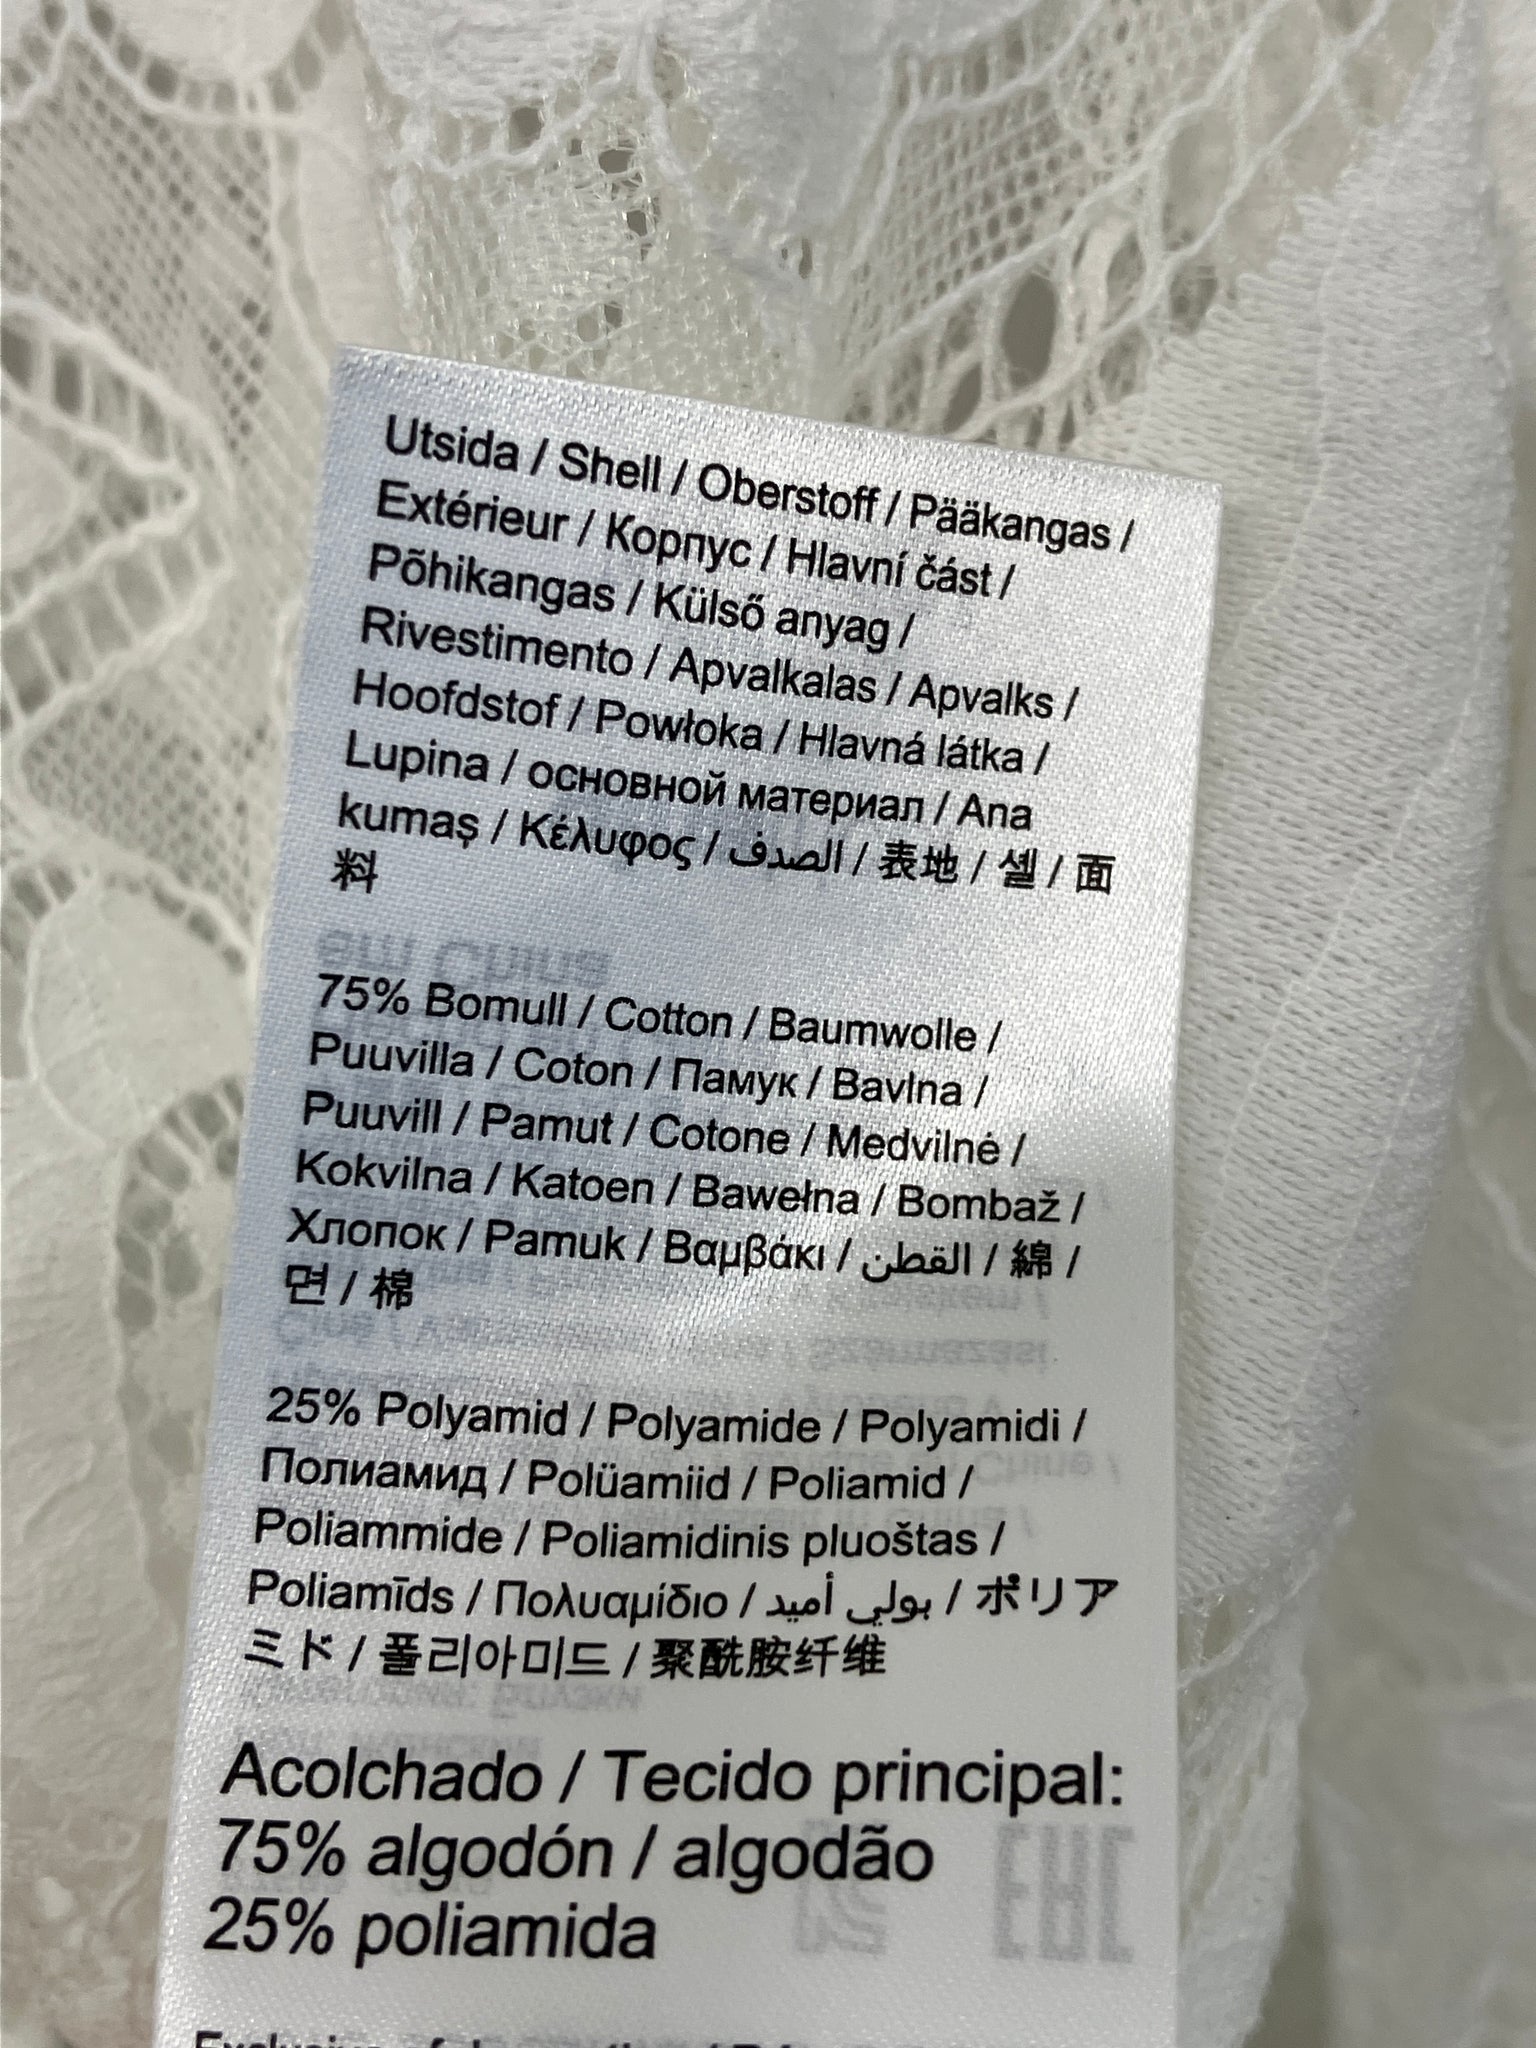 Utsida / Shell / Oberstoff / Pääkangas /
Extérieur / Корпус / Hlavní část /
Põhikangas / Külső anyag /
Rivestimento / Apvalkalas / Apvalks /
Hoofdstof / Powłoka / Hlavná látka /
Lupina / основной материал / Ana
kumaş / Κέλυφος / الصدف / 表地 / 셸 / 面
料
75% Bomull / Cotton / Baumwolle /
Puuvilla / Coton / Памук / Bavlna /
Puuvill / Pamut / Cotone / Medvilnė /
Kokvilna / Katoen / Bawełna / Bombaž /
Хлопок / Pamuk / Βαμβάκι / القطن / 綿 /
면 / 棉
25% Polyamid / Polyamide / Polyamidi /
Полиамид / Polüamiid / Poliamid /
Poliammide / Poliamidinis pluoštas /
Poliamīds / Πολυαμίδιο / بولي أميد / ポリア
ミド / 폴리아미드 / 聚酰胺纤维
Acolchado / Tecido principal:
75% algodón / algodão
25% poliamida